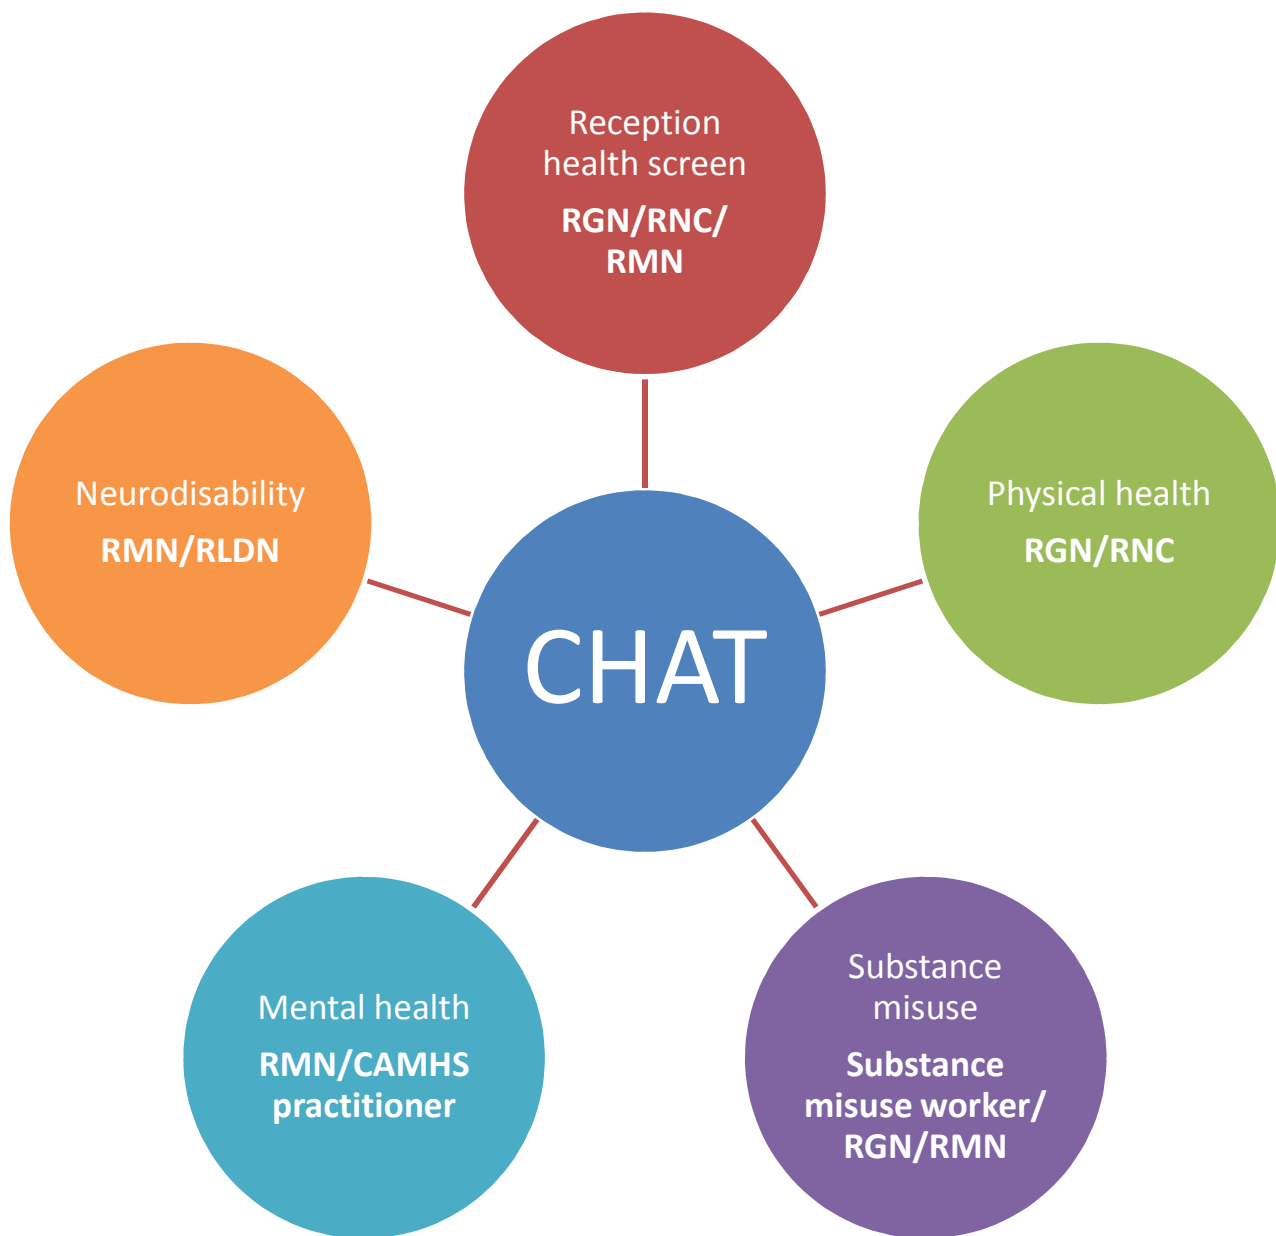 Reception
health screen
RGN/RNC/
RMN
Neurodisability
RMN/RLDN
Physical health
RGN/RNC
CHAT
Mental health
RMN/CAMHS
practitioner
Substance
misuse
Substance
misuse worker/
RGN/RMN